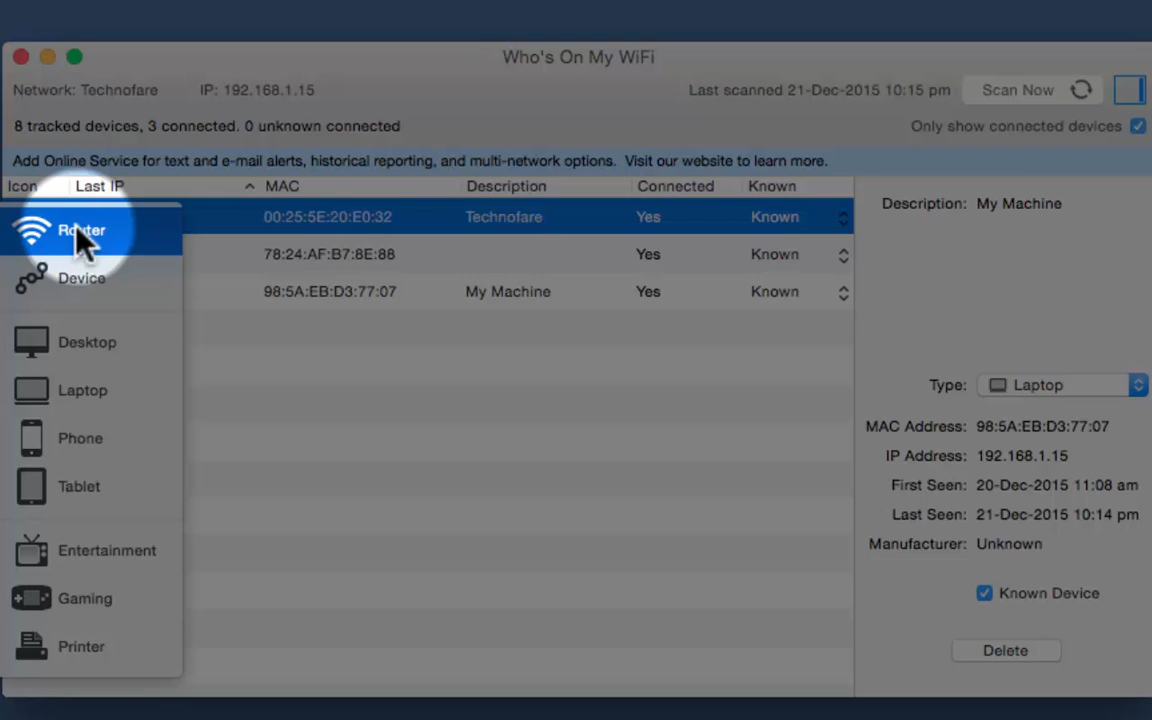 Who's On My WiFi
Network: Technofare IP: 192.168.1.15 Last scanned 21-Dec-2015 10:15 pm Scan Now
8 tracked devices, 3 connected. 0 unknown connected Only show connected devices
Add Online Service for text and e-mail alerts, historical reporting, and multi-network options. Visit our website to learn more.
Icon Last IP MAC Description Connected Known
00:25:5E:20:E0:32 Technofare Yes Known
78:24:AF:B7:8E:88 Yes Known
98:5A:EB:D3:77:07 My Machine Yes Known
Router
Device
Desktop
Laptop
Phone
Tablet
Entertainment
Gaming
Printer
Description: My Machine
Type: Laptop
MAC Address: 98:5A:EB:D3:77:07
IP Address: 192.168.1.15
First Seen: 20-Dec-2015 11:08 am
Last Seen: 21-Dec-2015 10:14 pm
Manufacturer: Unknown
Known Device
Delete